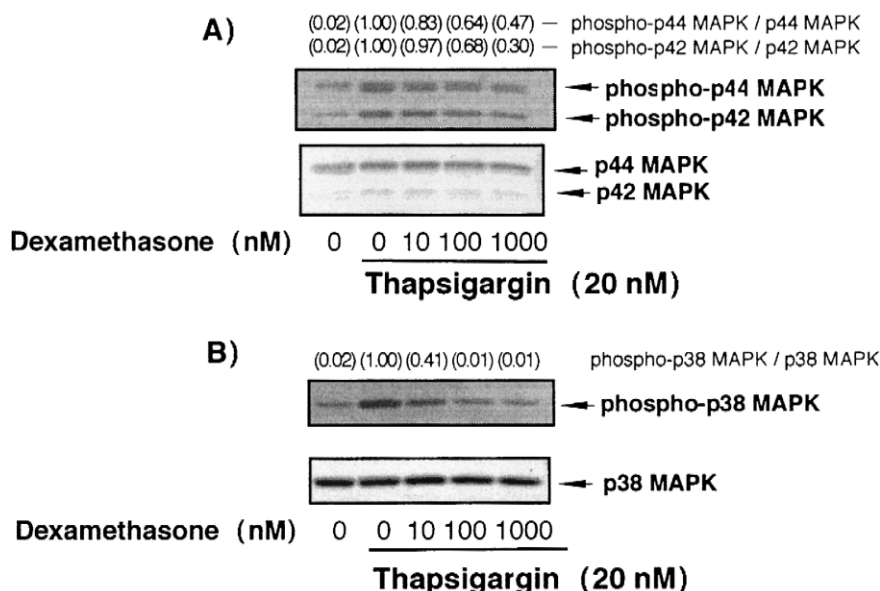 A)
(0.02) (1.00) (0.83) (0.64) (0.47) — phospho-p44 MAPK / p44 MAPK
(0.02) (1.00) (0.97) (0.68) (0.30) — phospho-p42 MAPK / p42 MAPK
phospho-p44 MAPK
phospho-p42 MAPK
p44 MAPK
p42 MAPK
Dexamethasone (nM) 0 0 10 100 1000
Thapsigargin (20 nM)
B)
(0.02) (1.00) (0.41) (0.01) (0.01) phospho-p38 MAPK / p38 MAPK
phospho-p38 MAPK
p38 MAPK
Dexamethasone (nM) 0 0 10 100 1000
Thapsigargin (20 nM)